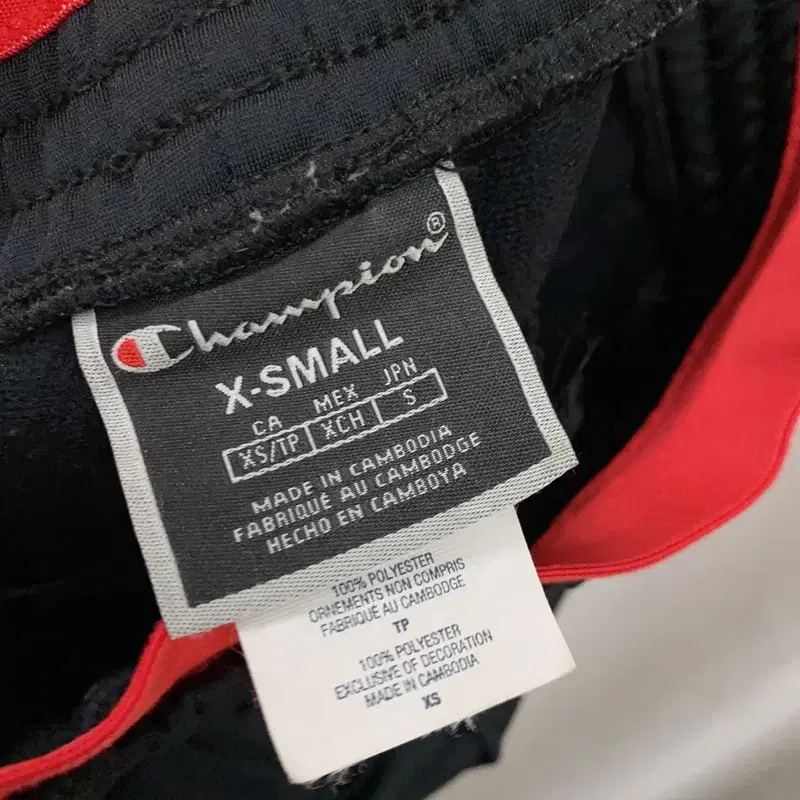 Champion®
X-SMALL
CA MEX JPN
XS/TP XCH S
MADE IN CAMBODIA
FABRIQUÉ AU CAMBODGE
HECHO EN CAMBOYA
100% POLYESTER
ORNEMENTS NON COMPRIS
FABRIQUÉ AU CAMBODGE
TP
100% POLYESTER
EXCLUSIVE OF DECORATION
MADE IN CAMBODIA
XS